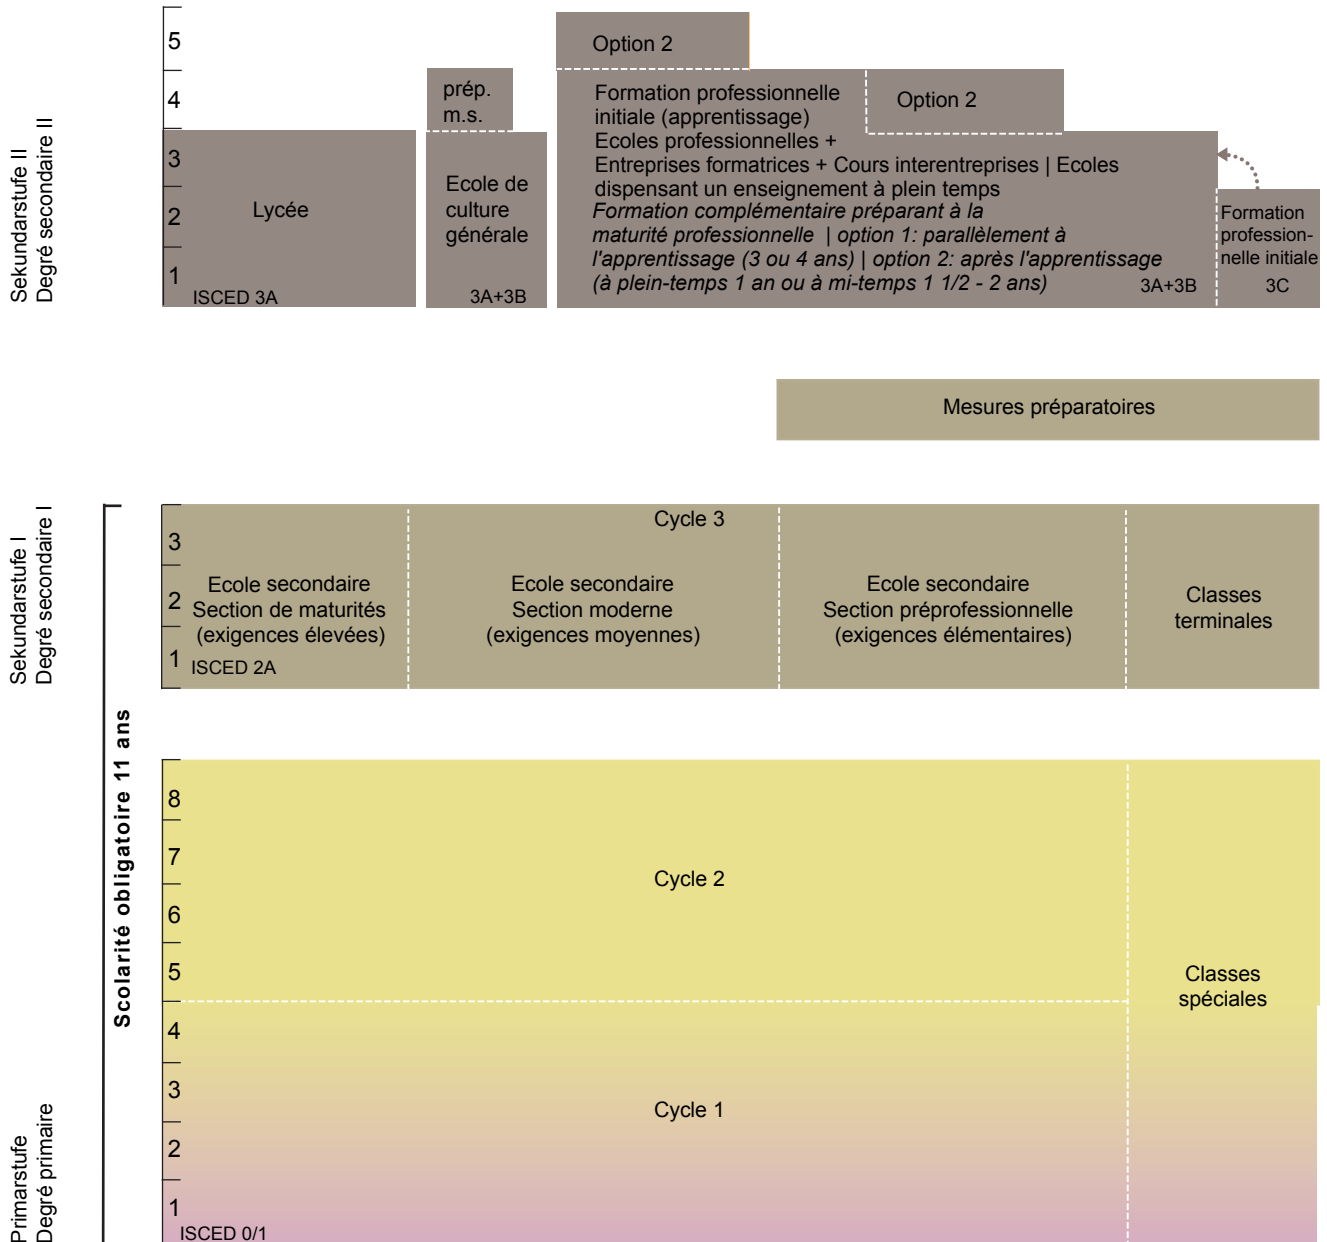 Sekundarstufe II
Degré secondaire II
5
4
3
2
1
Lycée
ISCED 3A
prép.
m.s.
Ecole de
culture
générale
3A+3B
Option 2
Formation professionnelle
initiale (apprentissage)
Ecoles professionnelles +
Entreprises formatrices + Cours interentreprises | Ecoles
dispensant un enseignement à plein temps
Formation complémentaire préparant à la
maturité professionnelle | option 1: parallèlement à
l'apprentissage (3 ou 4 ans) | option 2: après l'apprentissage
(à plein-temps 1 an ou à mi-temps 1 1/2 - 2 ans)
3A+3B
Option 2
Formation
profession-
nelle initiale
3C
Mesures préparatoires
Sekundarstufe I
Degré secondaire I
3
2
1
Cycle 3
Ecole secondaire
Section de maturités
(exigences élevées)
ISCED 2A
Ecole secondaire
Section moderne
(exigences moyennes)
Ecole secondaire
Section préprofessionnelle
(exigences élémentaires)
Classes
terminales
Scolarité obligatoire 11 ans
Primarstufe
Degré primaire
8
7
6
5
4
3
2
1
Cycle 2
Cycle 1
Classes
spéciales
ISCED 0/1